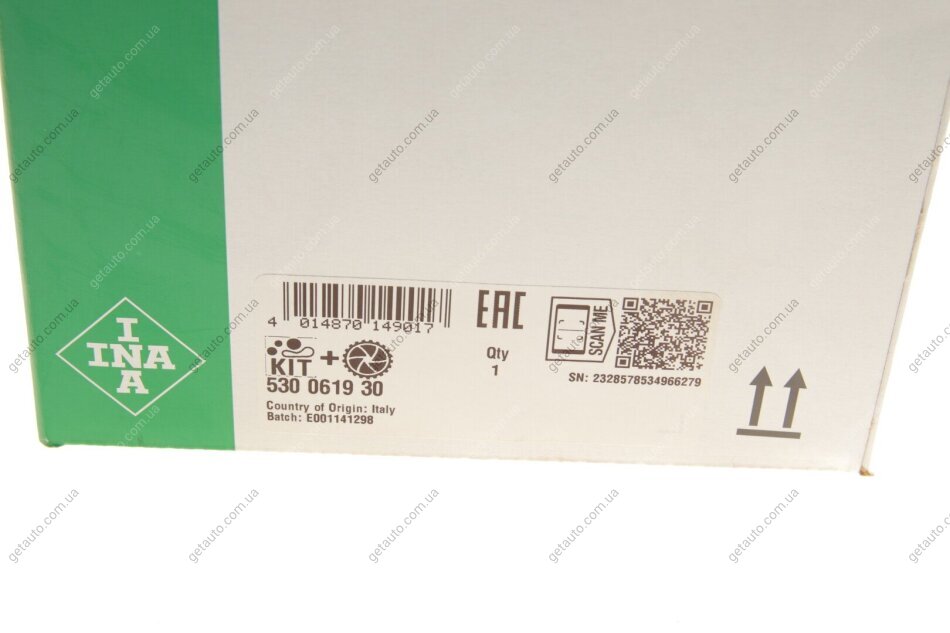 I
INA
A
4 014870 149017
EAC
Qty
1
SCAN ME
KIT +
530 0619 30
SN: 2328578534966279
Country of Origin: Italy
Batch: E001141298
getauto.com.ua